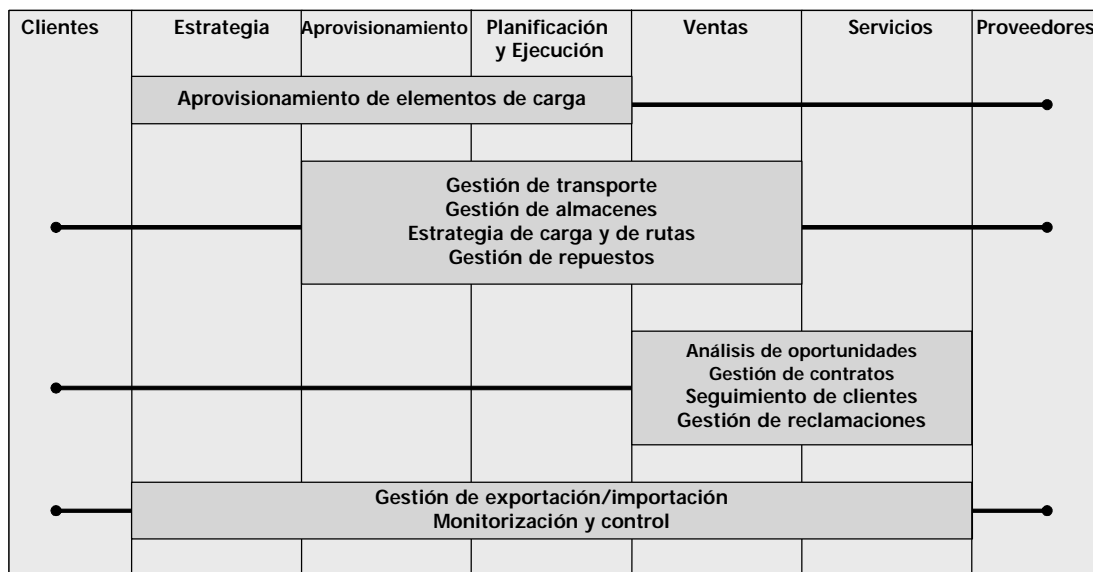 Clientes
Estrategia
Aprovisionamiento
Planificación
y Ejecución
Ventas
Servicios
Proveedores
Aprovisionamiento de elementos de carga
Gestión de transporte
Gestión de almacenes
Estrategia de carga y de rutas
Gestión de repuestos
Análisis de oportunidades
Gestión de contratos
Seguimiento de clientes
Gestión de reclamaciones
Gestión de exportación/importación
Monitorización y control